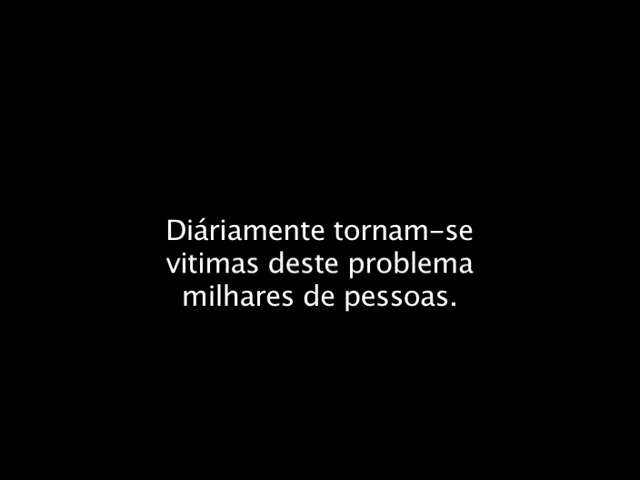 Diáriamente tornam-se
vitimas deste problema
milhares de pessoas.